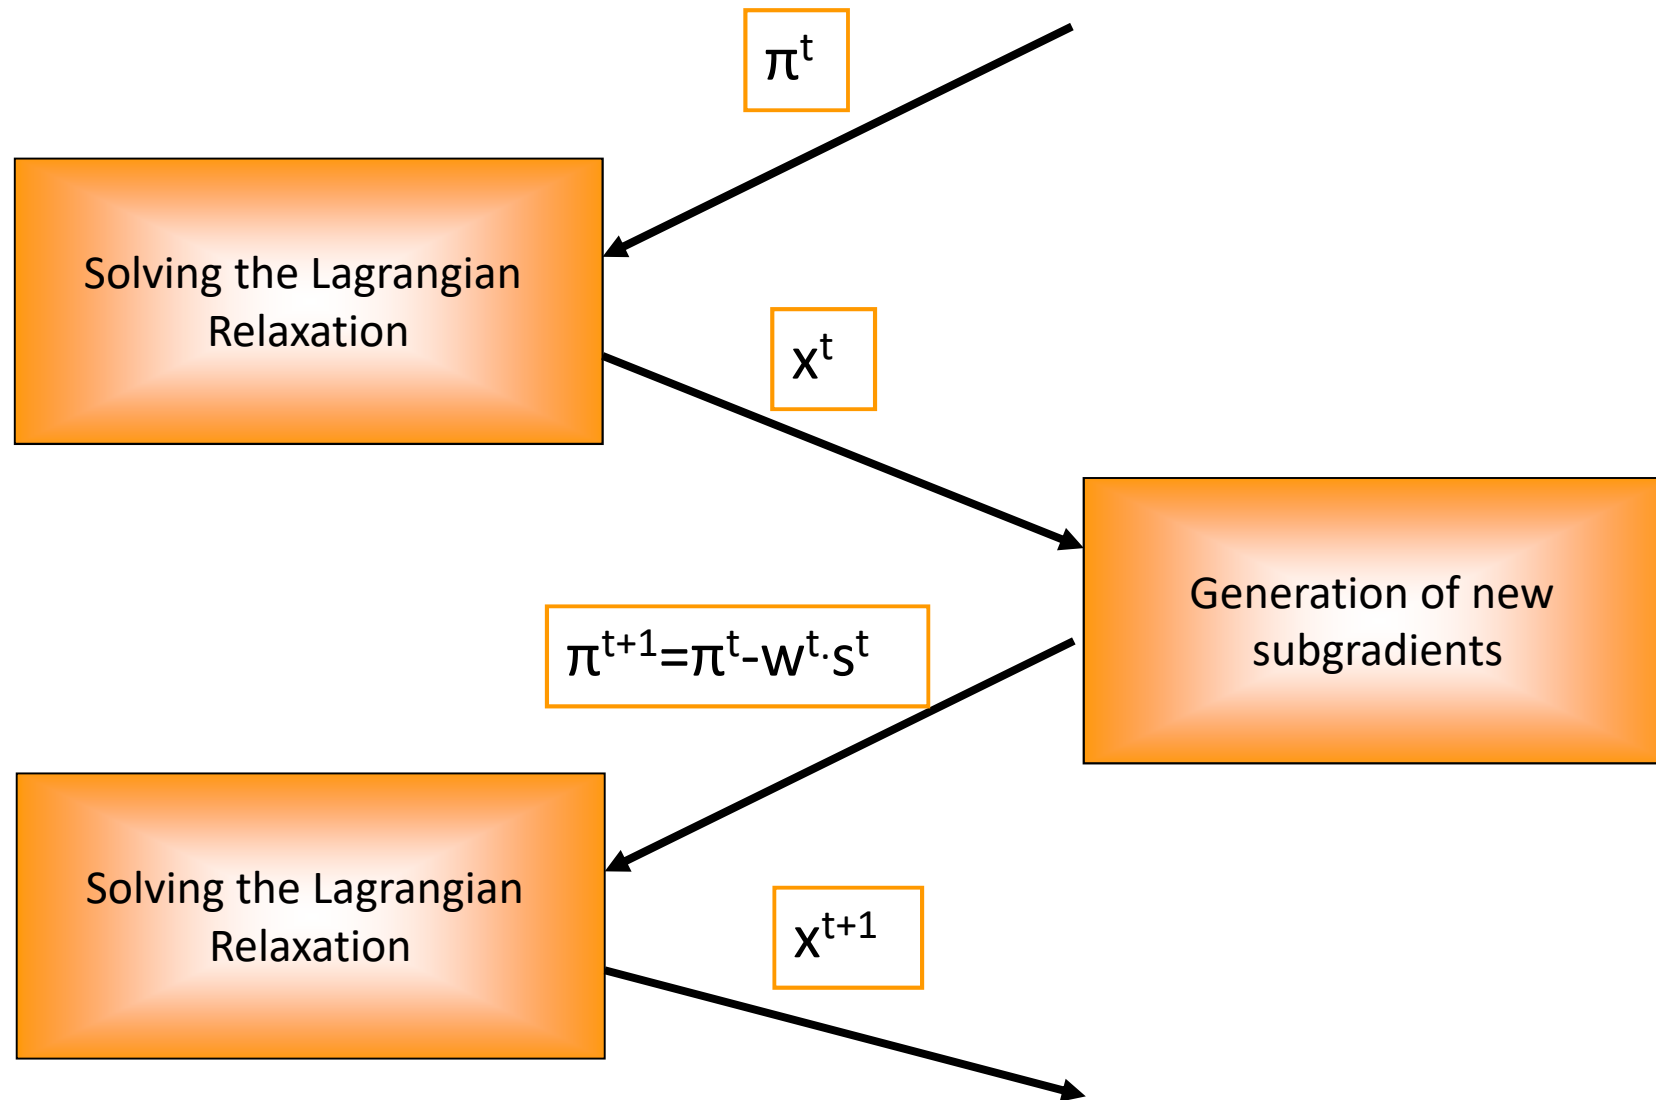 πᵗ
Solving the Lagrangian
Relaxation
xᵗ
Generation of new
subgradients
πᵗ⁺¹=πᵗ-wᵗ·sᵗ
Solving the Lagrangian
Relaxation
xᵗ⁺¹